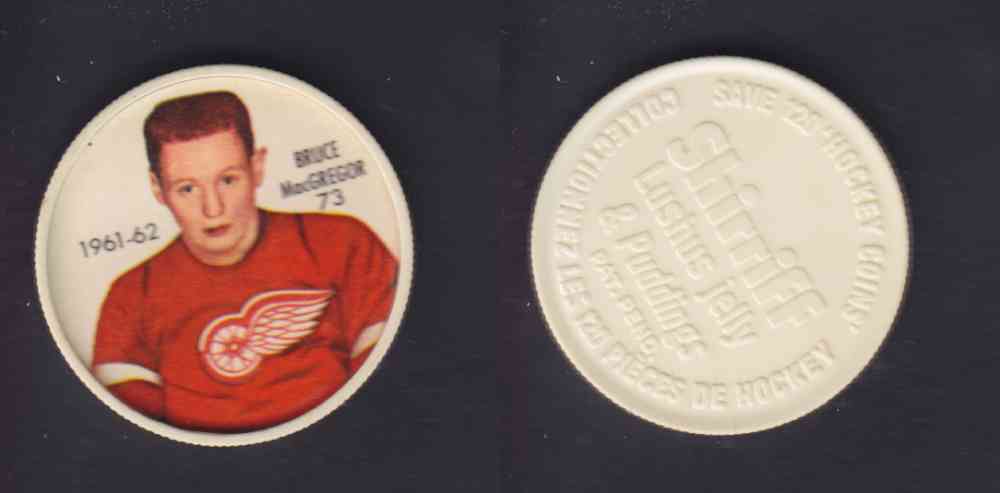 1961-62
BRUCE
MacGREGOR
73
SAVE 120 "HOCKEY COINS"
Shirriff
Lushus Jelly
& Puddings
PAT. PEND.
COLLECTIONNEZ LES 120 PIÈCES DE HOCKEY